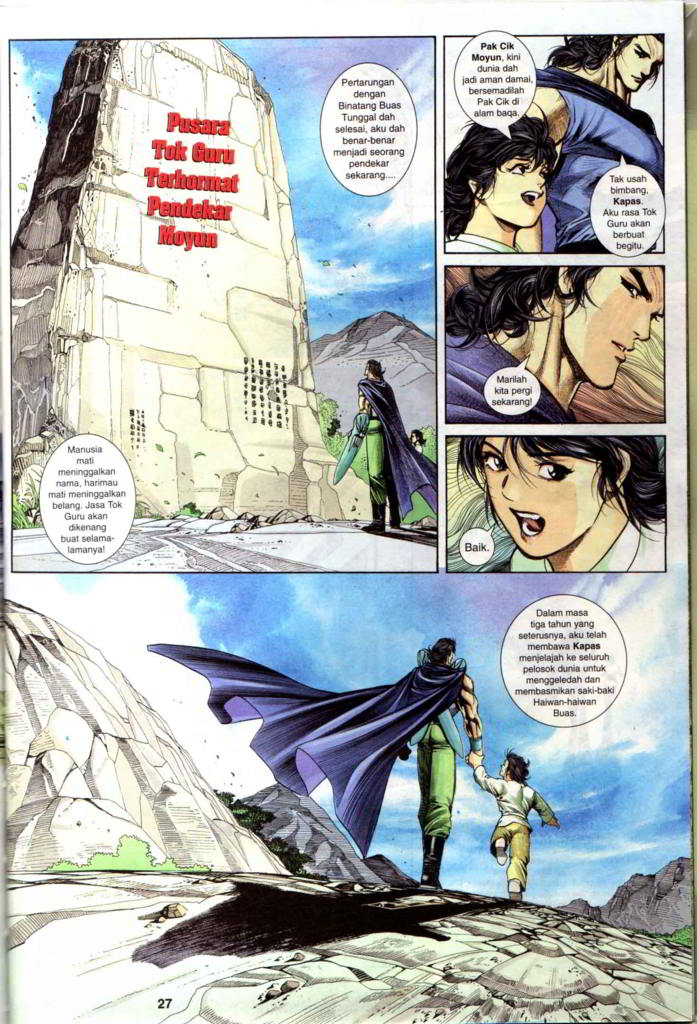 Pusara
Tok Guru
Terhormat
Pendekar
Moyun
Pertarungan
dengan
Binatang Buas
Tunggal dah
selesai, aku dah
benar-benar
menjadi seorang
pendekar
sekarang....
Manusia
mati
meninggalkan
nama, harimau
mati meninggalkan
belang. Jasa Tok
Guru akan
dikenang
buat selama-
lamanya!
Pak Cik
Moyun, kini
dunia dah
jadi aman damai,
bersemadilah
Pak Cik di
alam baqa.
Tak usah
bimbang,
Kapas.
Aku rasa Tok
Guru akan
berbuat
begitu.
Marilah
kita pergi
sekarang!
Baik.
Dalam masa
tiga tahun yang
seterusnya, aku telah
membawa Kapas
menjelajah ke seluruh
pelosok dunia untuk
menggeledah dan
membasmikan saki-baki
Haiwan-haiwan
Buas.
27